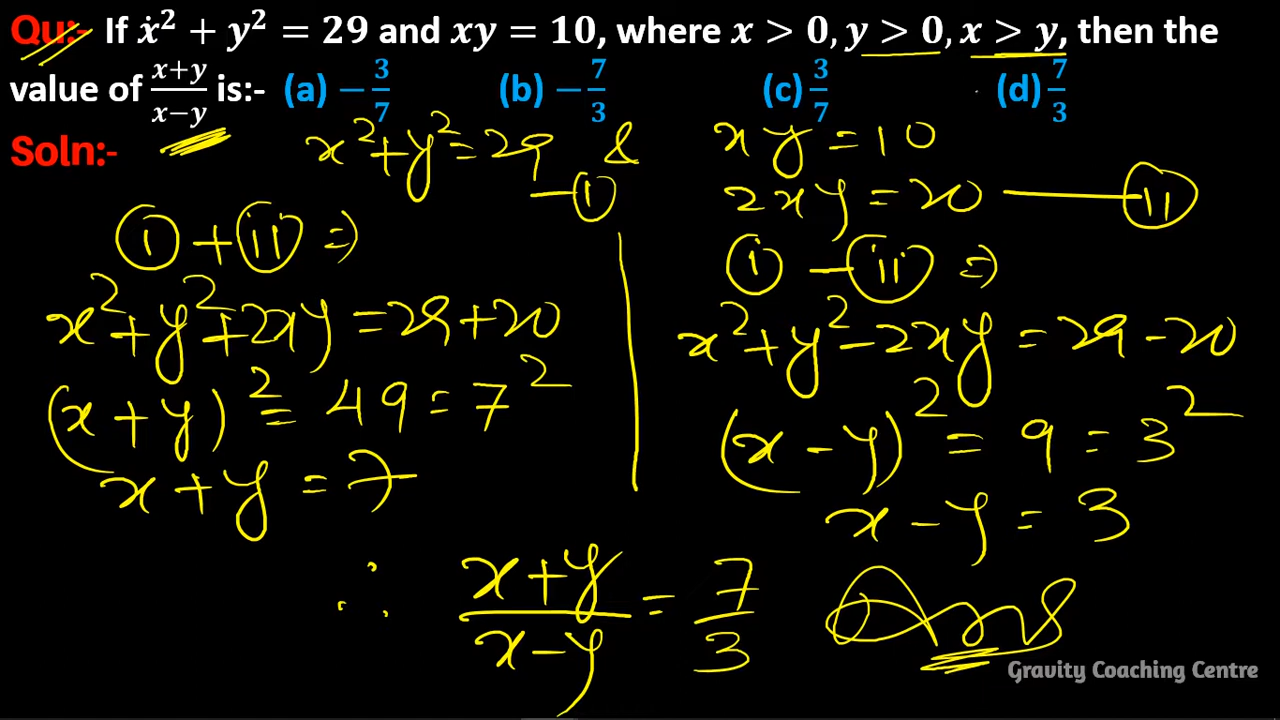 Qu:- If x² + y² = 29 and xy = 10, where x > 0, y > 0, x > y, then the
value of (x+y)/(x−y) is:- (a) −3/7 (b) −7/3 (c) 3/7 (d) 7/3
Soln:- x² + y² = 29 — (i) & xy = 10
2xy = 20 — (ii)
(i) + (ii) ⇒
x² + y² + 2xy = 29 + 20
(x + y)² = 49 = 7²
x + y = 7
(i) − (ii) ⇒
x² + y² − 2xy = 29 − 20
(x − y)² = 9 = 3²
x − y = 3
∴ (x+y)/(x−y) = 7/3 Ans
Gravity Coaching Centre